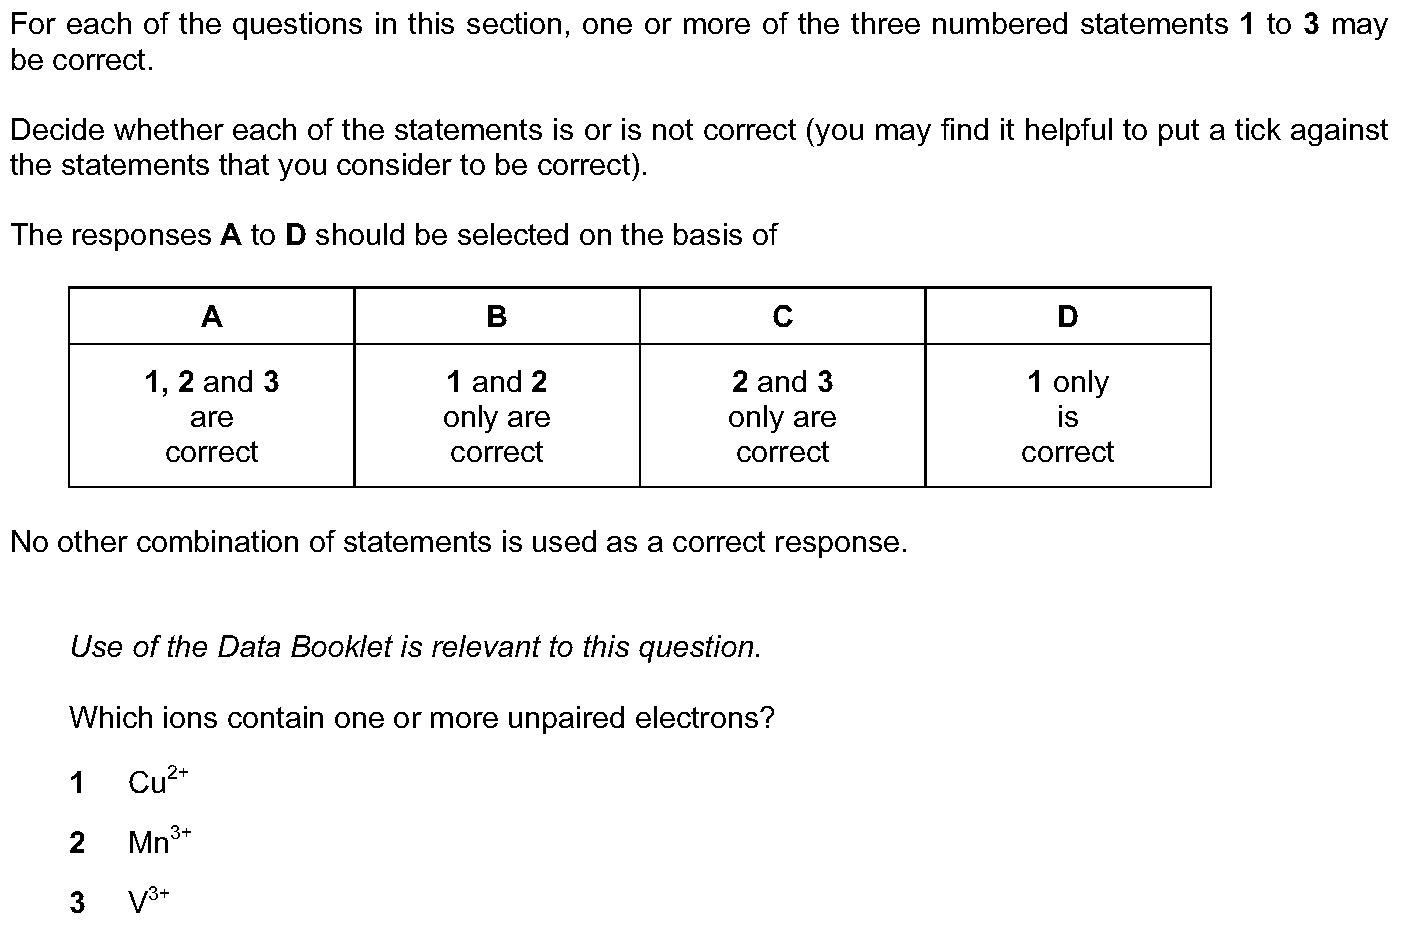 For each of the questions in this section, one or more of the three numbered statements 1 to 3 may
be correct.
Decide whether each of the statements is or is not correct (you may find it helpful to put a tick against
the statements that you consider to be correct).
The responses A to D should be selected on the basis of
A B C D
1, 2 and 3 1 and 2 2 and 3 1 only
are only are only are is
correct correct correct correct
No other combination of statements is used as a correct response.
Use of the Data Booklet is relevant to this question.
Which ions contain one or more unpaired electrons?
1 Cu²⁺
2 Mn³⁺
3 V³⁺